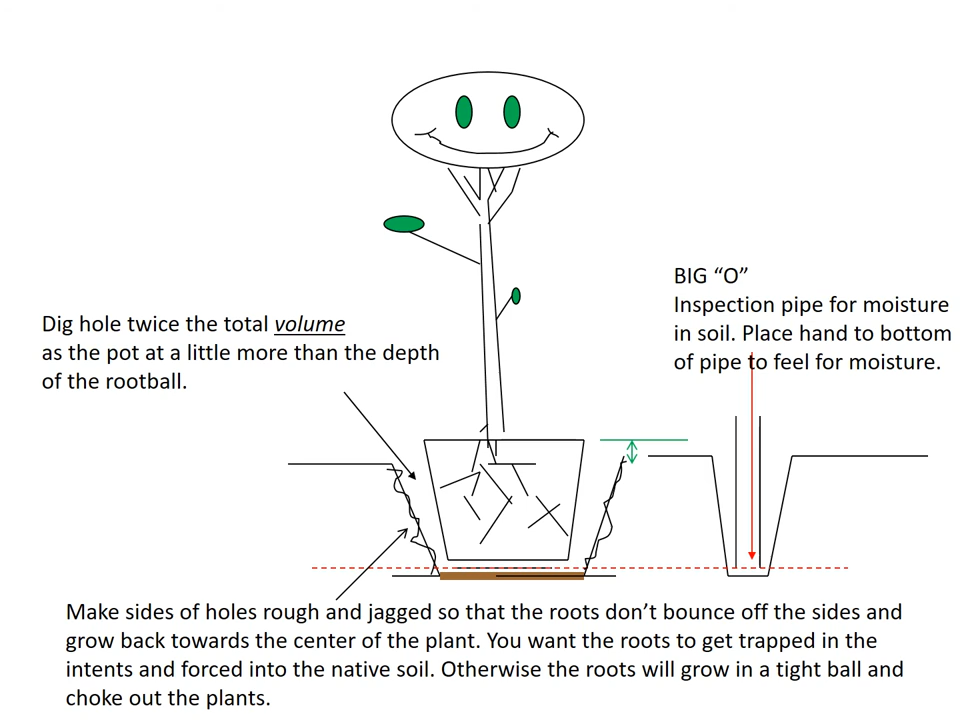 BIG “O”
Inspection pipe for moisture
in soil. Place hand to bottom
of pipe to feel for moisture.
Dig hole twice the total volume
as the pot at a little more than the depth
of the rootball.
Make sides of holes rough and jagged so that the roots don’t bounce off the sides and
grow back towards the center of the plant. You want the roots to get trapped in the
intents and forced into the native soil. Otherwise the roots will grow in a tight ball and
choke out the plants.